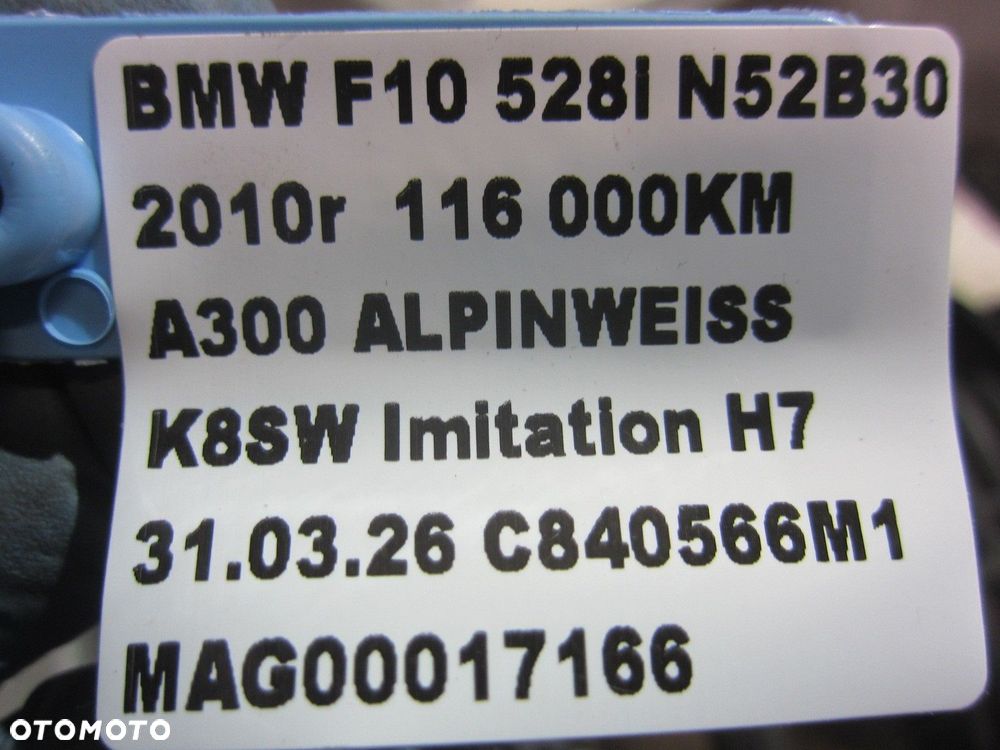 BMW F10 528i N52B30
2010r 116 000KM
A300 ALPINWEISS
K8SW Imitation H7
31.03.26 C840566M1
MAG00017166
OTOMOTO